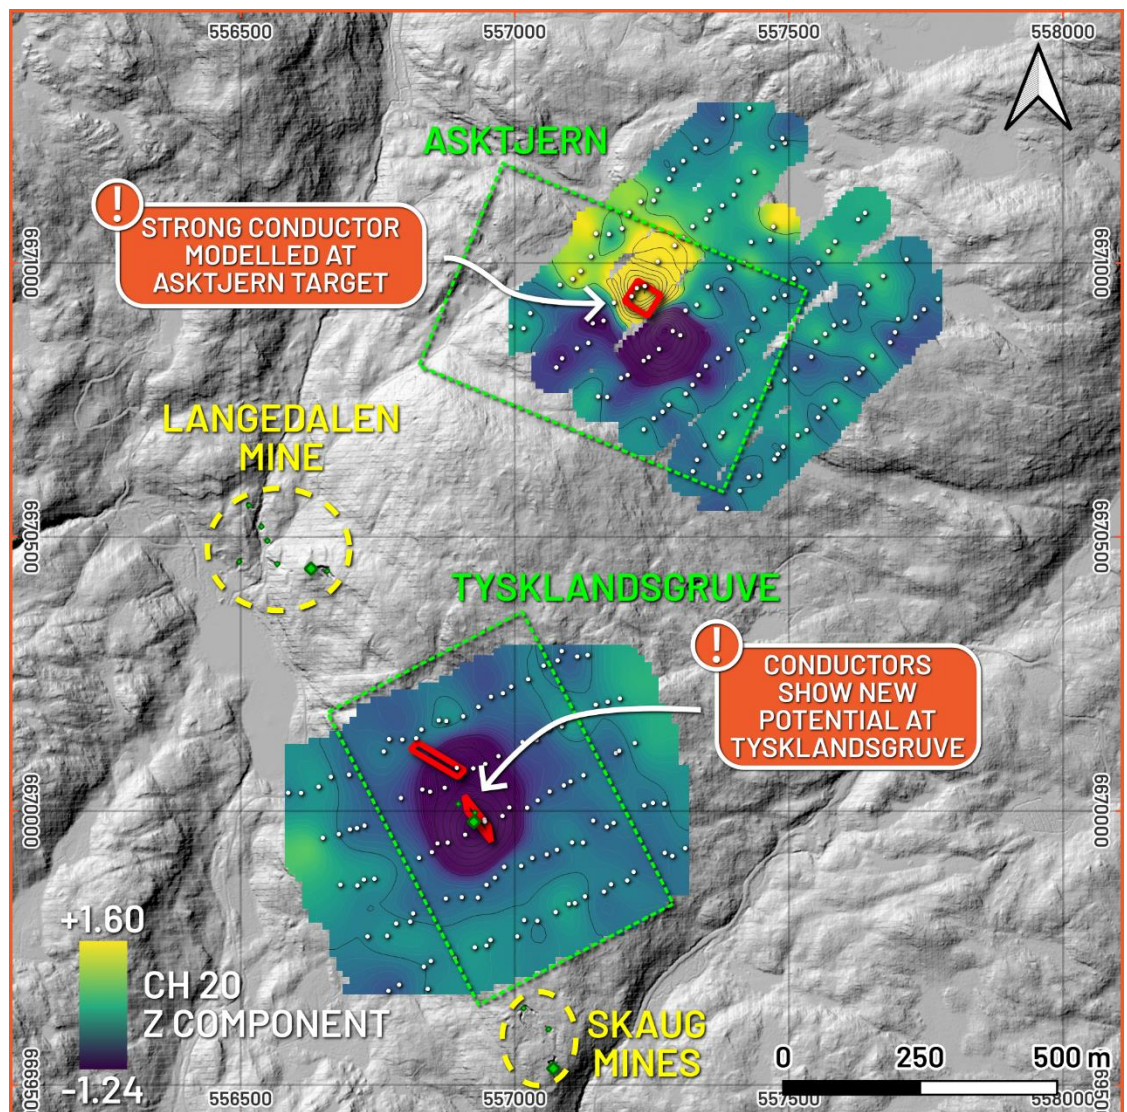 556500
557000
557500
558000
ASKTJERN
!
STRONG CONDUCTOR
MODELLED AT
ASKTJERN TARGET
6671000
6671000
LANGEDALEN
MINE
6670500
6670500
TYSKLANDSGRUVE
!
CONDUCTORS
SHOW NEW
POTENTIAL AT
TYSKLANDSGRUVE
6670000
6670000
+1.60
CH 20
Z COMPONENT
-1.24
SKAUG
MINES
0
250
500 m
6669500
556500
557000
557500
558000